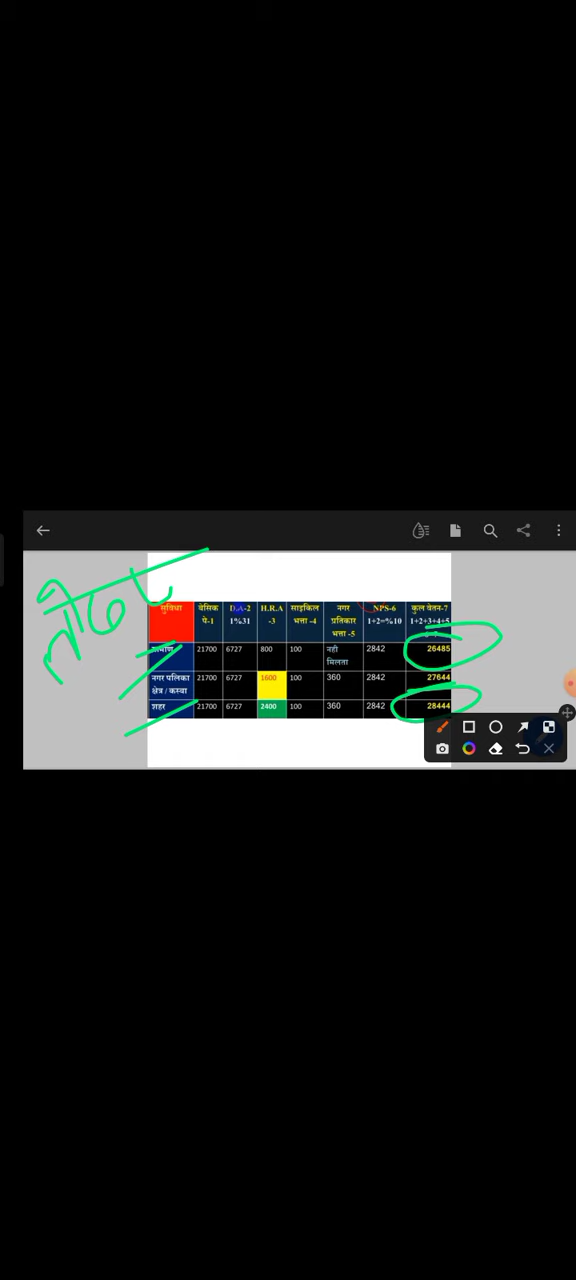 सुविधा बेसिक पे-1 D.A-2 1%31 H.R.A -3 साइकिल भत्ता -4 नगर प्रतिकार भत्ता -5 NPS-6 1+2=%10 कुल वेतन-7 1+2+3+4+5
ग्रामीण 21700 6727 800 100 नही मिलता 2842 26485
नगर पलिका क्षेत्र / कस्बा 21700 6727 1600 100 360 2842 27644
शहर 21700 6727 2400 100 360 2842 28444